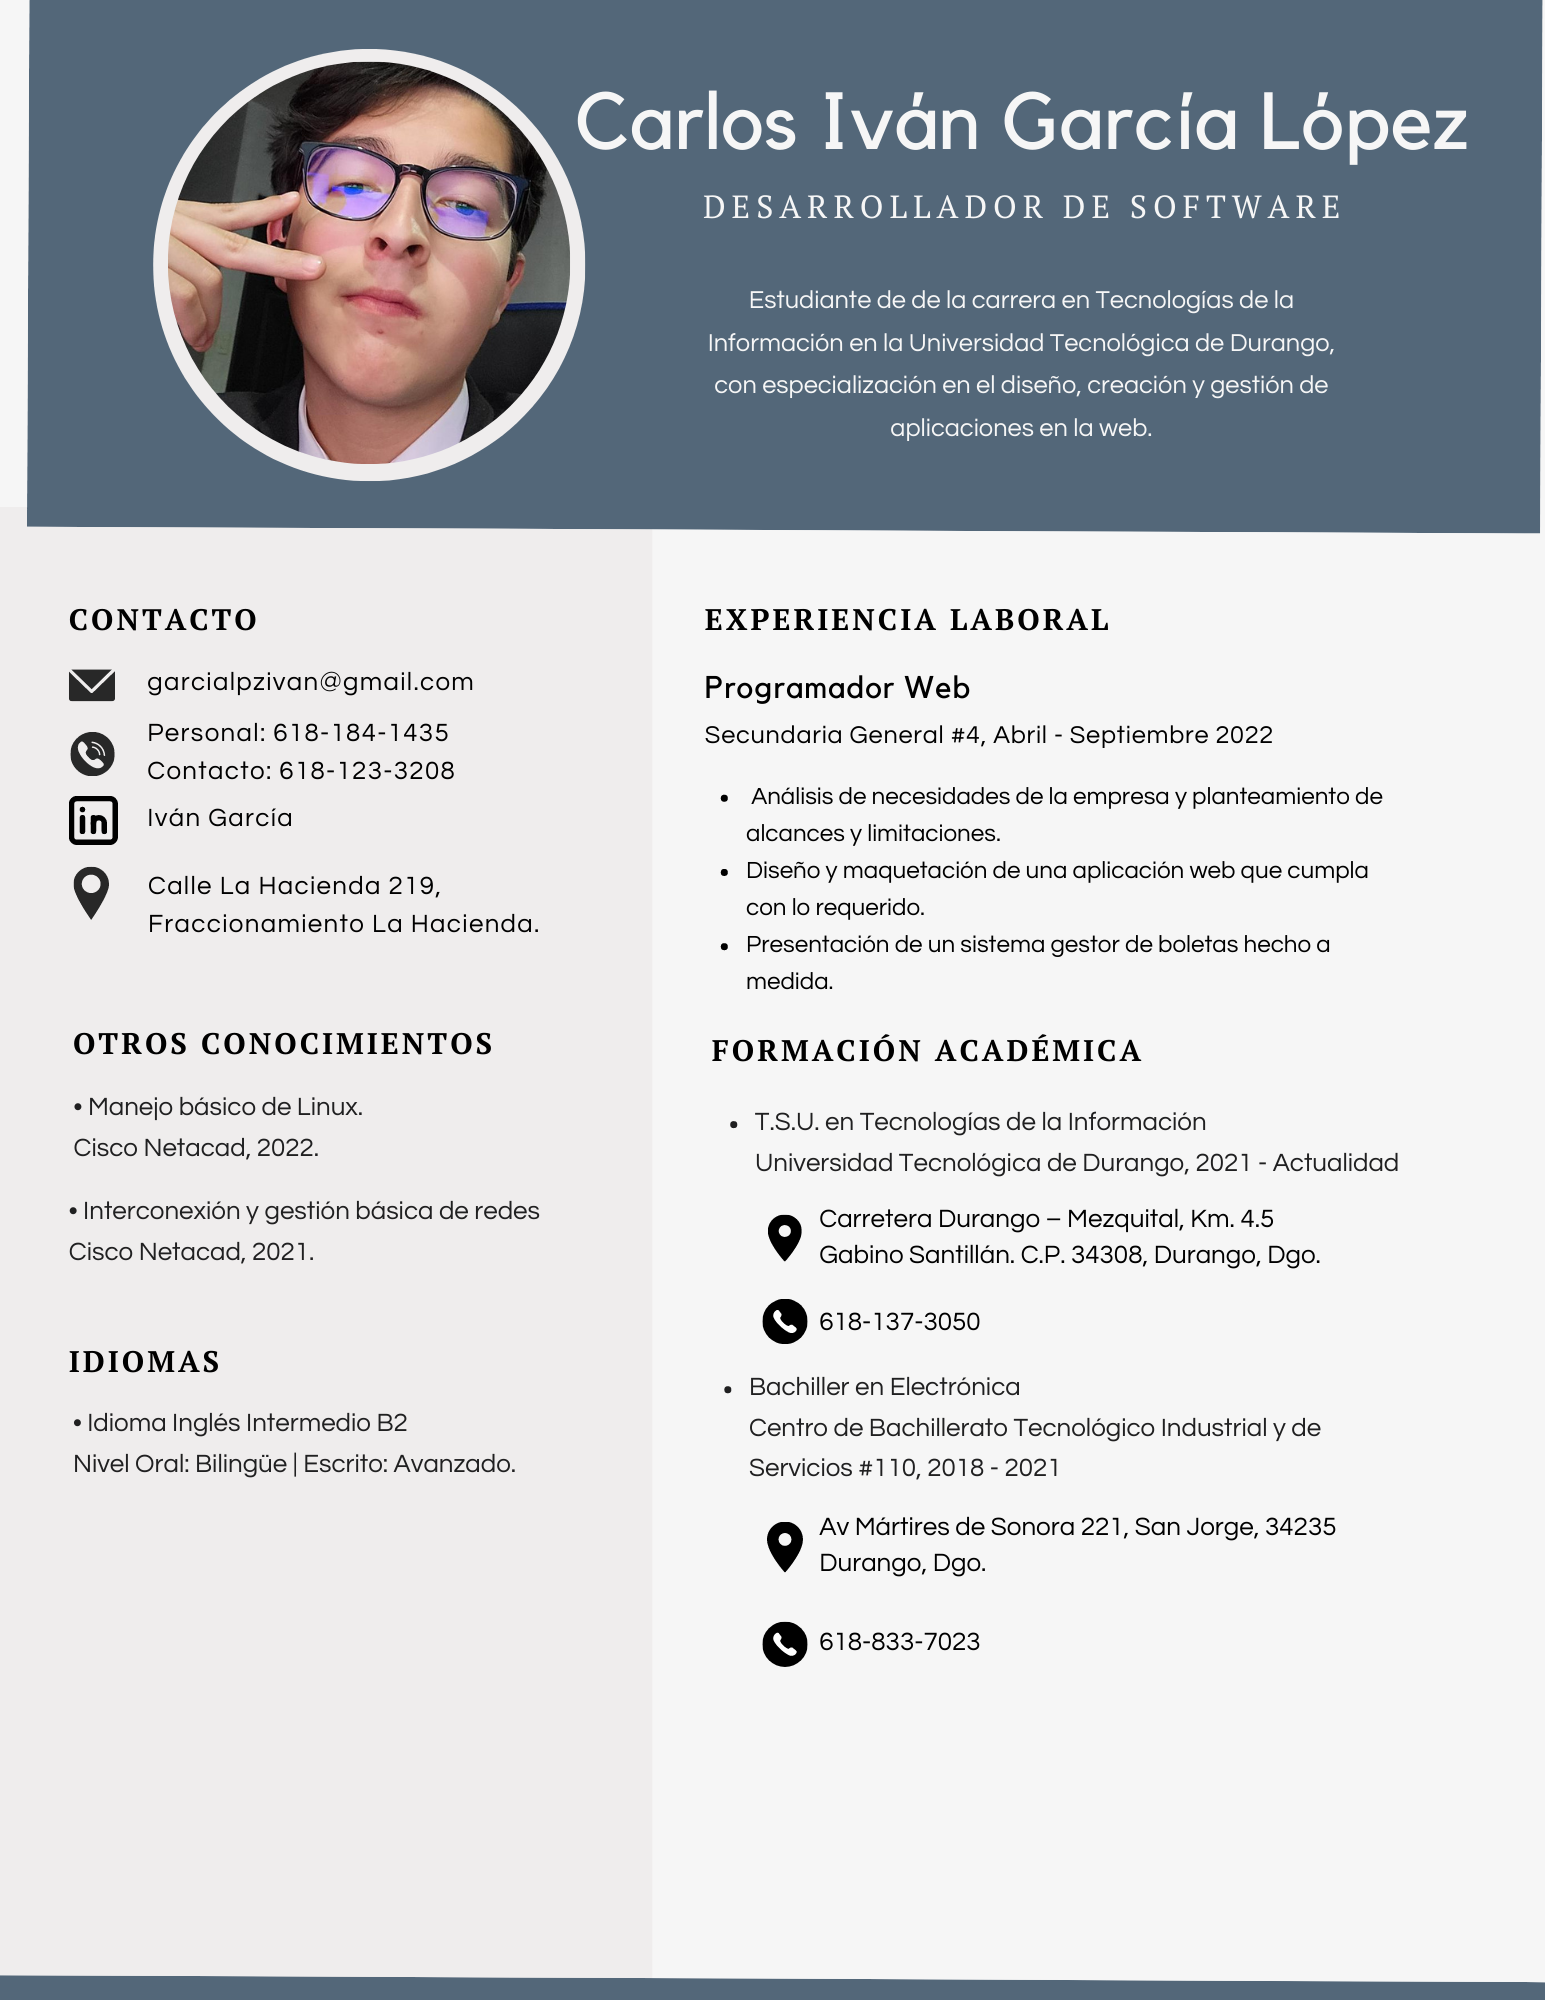 Carlos Iván García López
DESARROLLADOR DE SOFTWARE
Estudiante de de la carrera en Tecnologías de la
Información en la Universidad Tecnológica de Durango,
con especialización en el diseño, creación y gestión de
aplicaciones en la web.
CONTACTO
garcialpzivan@gmail.com
Personal: 618-184-1435
Contacto: 618-123-3208
Iván García
Calle La Hacienda 219,
Fraccionamiento La Hacienda.
OTROS CONOCIMIENTOS
• Manejo básico de Linux.
Cisco Netacad, 2022.
• Interconexión y gestión básica de redes
Cisco Netacad, 2021.
IDIOMAS
• Idioma Inglés Intermedio B2
Nivel Oral: Bilingüe | Escrito: Avanzado.
EXPERIENCIA LABORAL
Programador Web
Secundaria General #4, Abril - Septiembre 2022
• Análisis de necesidades de la empresa y planteamiento de
alcances y limitaciones.
• Diseño y maquetación de una aplicación web que cumpla
con lo requerido.
• Presentación de un sistema gestor de boletas hecho a
medida.
FORMACIÓN ACADÉMICA
• T.S.U. en Tecnologías de la Información
Universidad Tecnológica de Durango, 2021 - Actualidad
Carretera Durango – Mezquital, Km. 4.5
Gabino Santillán. C.P. 34308, Durango, Dgo.
618-137-3050
• Bachiller en Electrónica
Centro de Bachillerato Tecnológico Industrial y de
Servicios #110, 2018 - 2021
Av Mártires de Sonora 221, San Jorge, 34235
Durango, Dgo.
618-833-7023